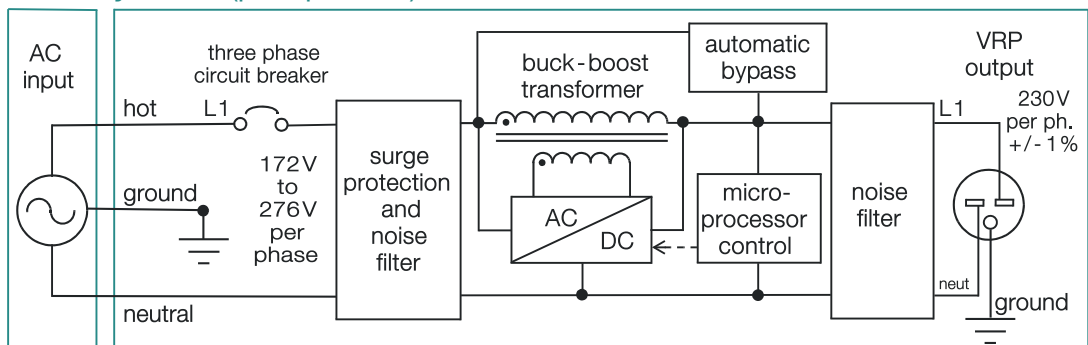 AC
input
hot
three phase
circuit breaker
L1
172V
to
276V
per
phase
ground
neutral
surge
protection
and
noise
filter
buck-boost
transformer
AC
DC
automatic
bypass
micro-
processor
control
noise
filter
VRP
output
L1
230V
per ph.
+/-1%
neut
ground